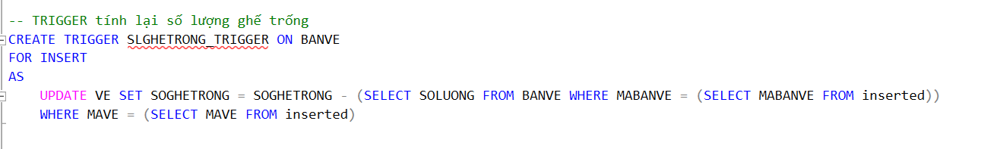 -- TRIGGER tính lại số lượng ghế trống
CREATE TRIGGER SLGHETRONG_TRIGGER ON BANVE
FOR INSERT
AS
UPDATE VE SET SOGHETRONG = SOGHETRONG - (SELECT SOLUONG FROM BANVE WHERE MABANVE = (SELECT MABANVE FROM inserted))
WHERE MAVE = (SELECT MAVE FROM inserted)